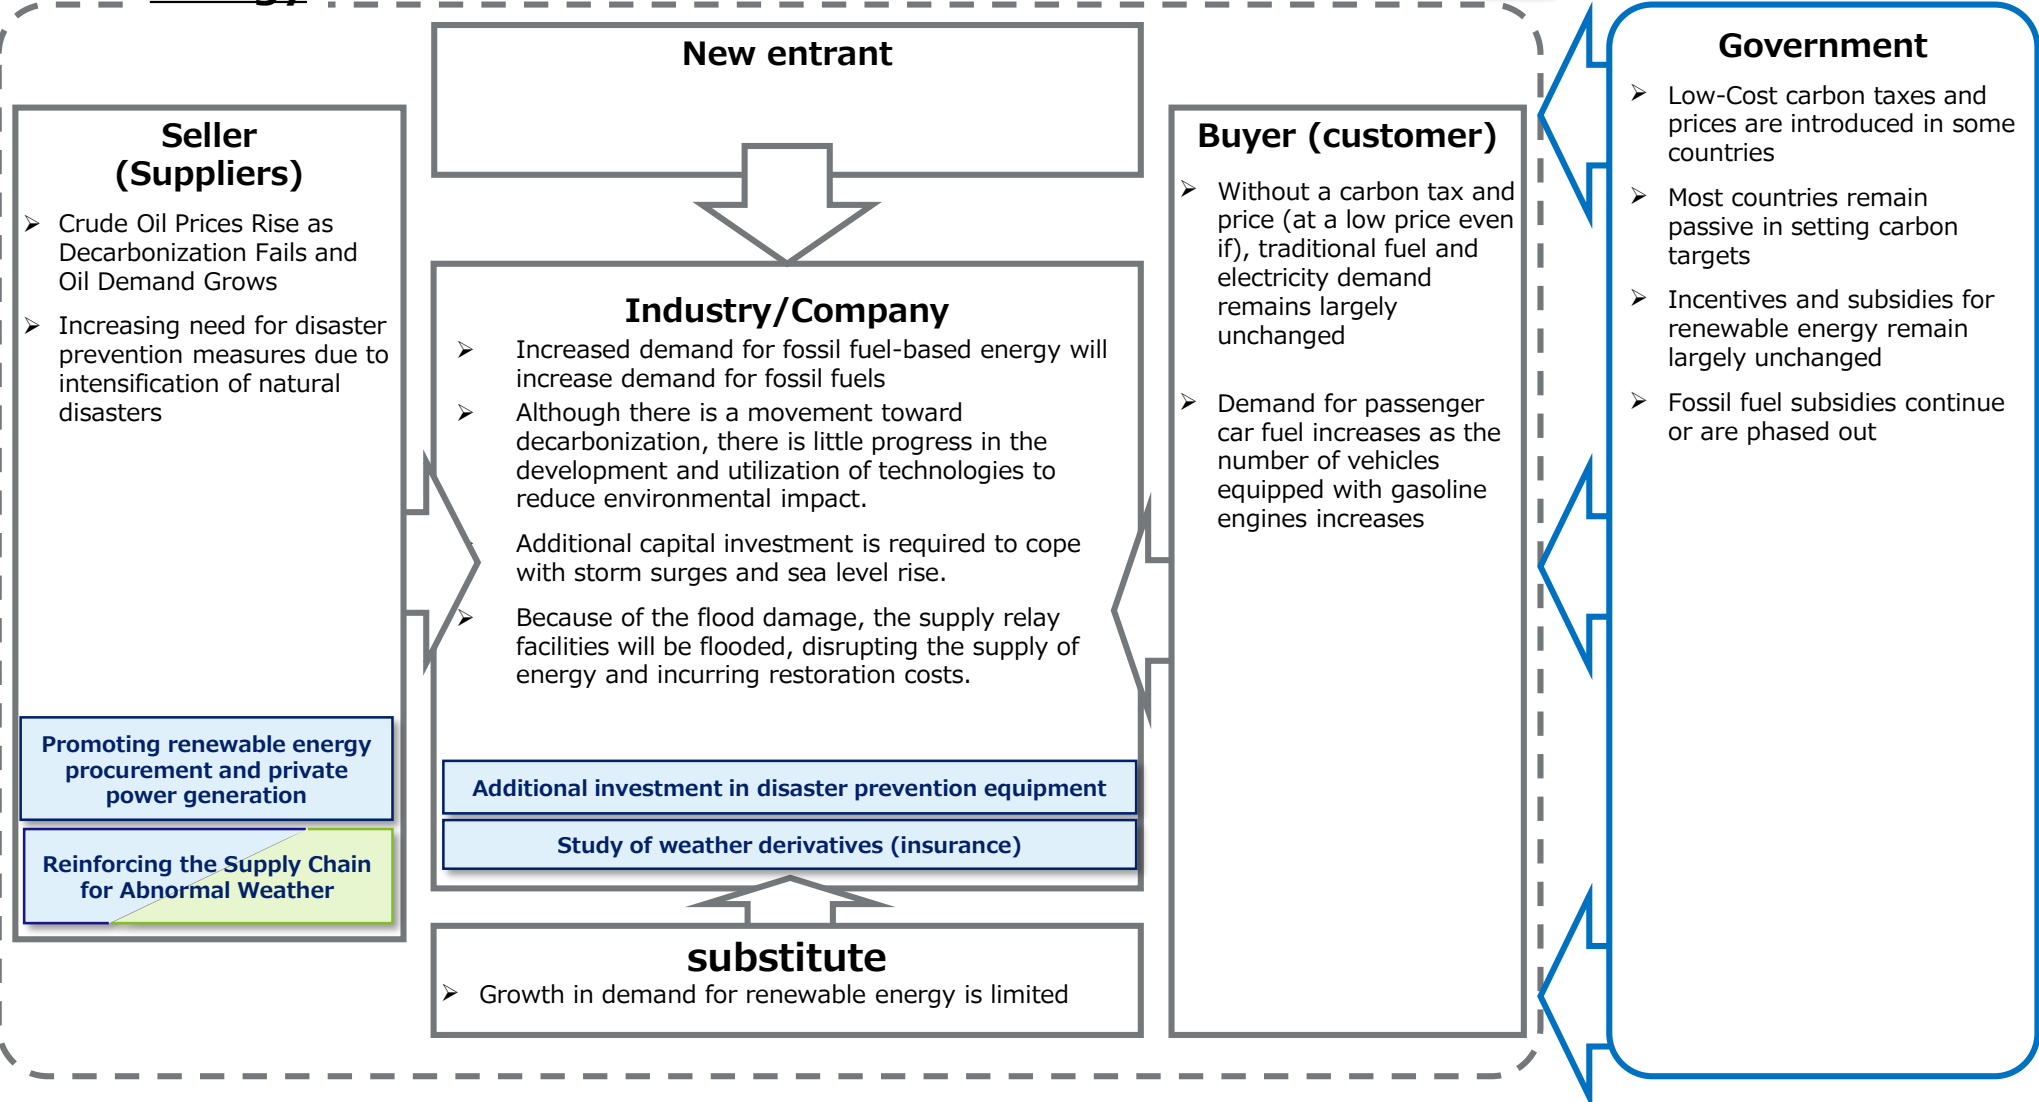 New entrant
Seller
(Suppliers)
➢ Crude Oil Prices Rise as
Decarbonization Fails and
Oil Demand Grows
➢ Increasing need for disaster
prevention measures due to
intensification of natural
disasters
Promoting renewable energy
procurement and private
power generation
Reinforcing the Supply Chain
for Abnormal Weather
Industry/Company
➢ Increased demand for fossil fuel-based energy will
increase demand for fossil fuels
➢ Although there is a movement toward
decarbonization, there is little progress in the
development and utilization of technologies to
reduce environmental impact.
Additional capital investment is required to cope
with storm surges and sea level rise.
➢ Because of the flood damage, the supply relay
facilities will be flooded, disrupting the supply of
energy and incurring restoration costs.
Additional investment in disaster prevention equipment
Study of weather derivatives (insurance)
substitute
➢ Growth in demand for renewable energy is limited
Buyer (customer)
➢ Without a carbon tax and
price (at a low price even
if), traditional fuel and
electricity demand
remains largely
unchanged
➢ Demand for passenger
car fuel increases as the
number of vehicles
equipped with gasoline
engines increases
Government
➢ Low-Cost carbon taxes and
prices are introduced in some
countries
➢ Most countries remain
passive in setting carbon
targets
➢ Incentives and subsidies for
renewable energy remain
largely unchanged
➢ Fossil fuel subsidies continue
or are phased out